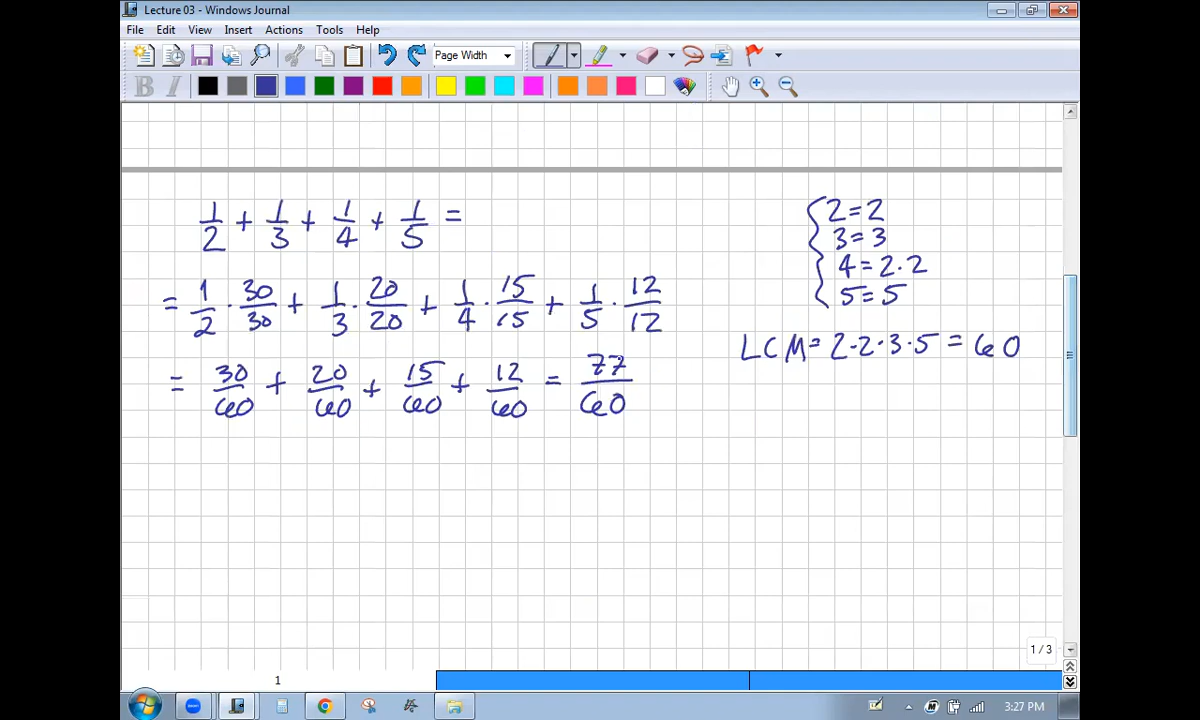 Lecture 03 - Windows Journal
File Edit View Insert Actions Tools Help
Page Width
B I
1/2 + 1/3 + 1/4 + 1/5 =
= 1/2 · 30/30 + 1/3 · 20/20 + 1/4 · 15/15 + 1/5 · 12/12
= 30/60 + 20/60 + 15/60 + 12/60 = 77/60
2 = 2
3 = 3
4 = 2·2
5 = 5
LCM = 2·2·3·5 = 60
1 / 3
1
3:27 PM